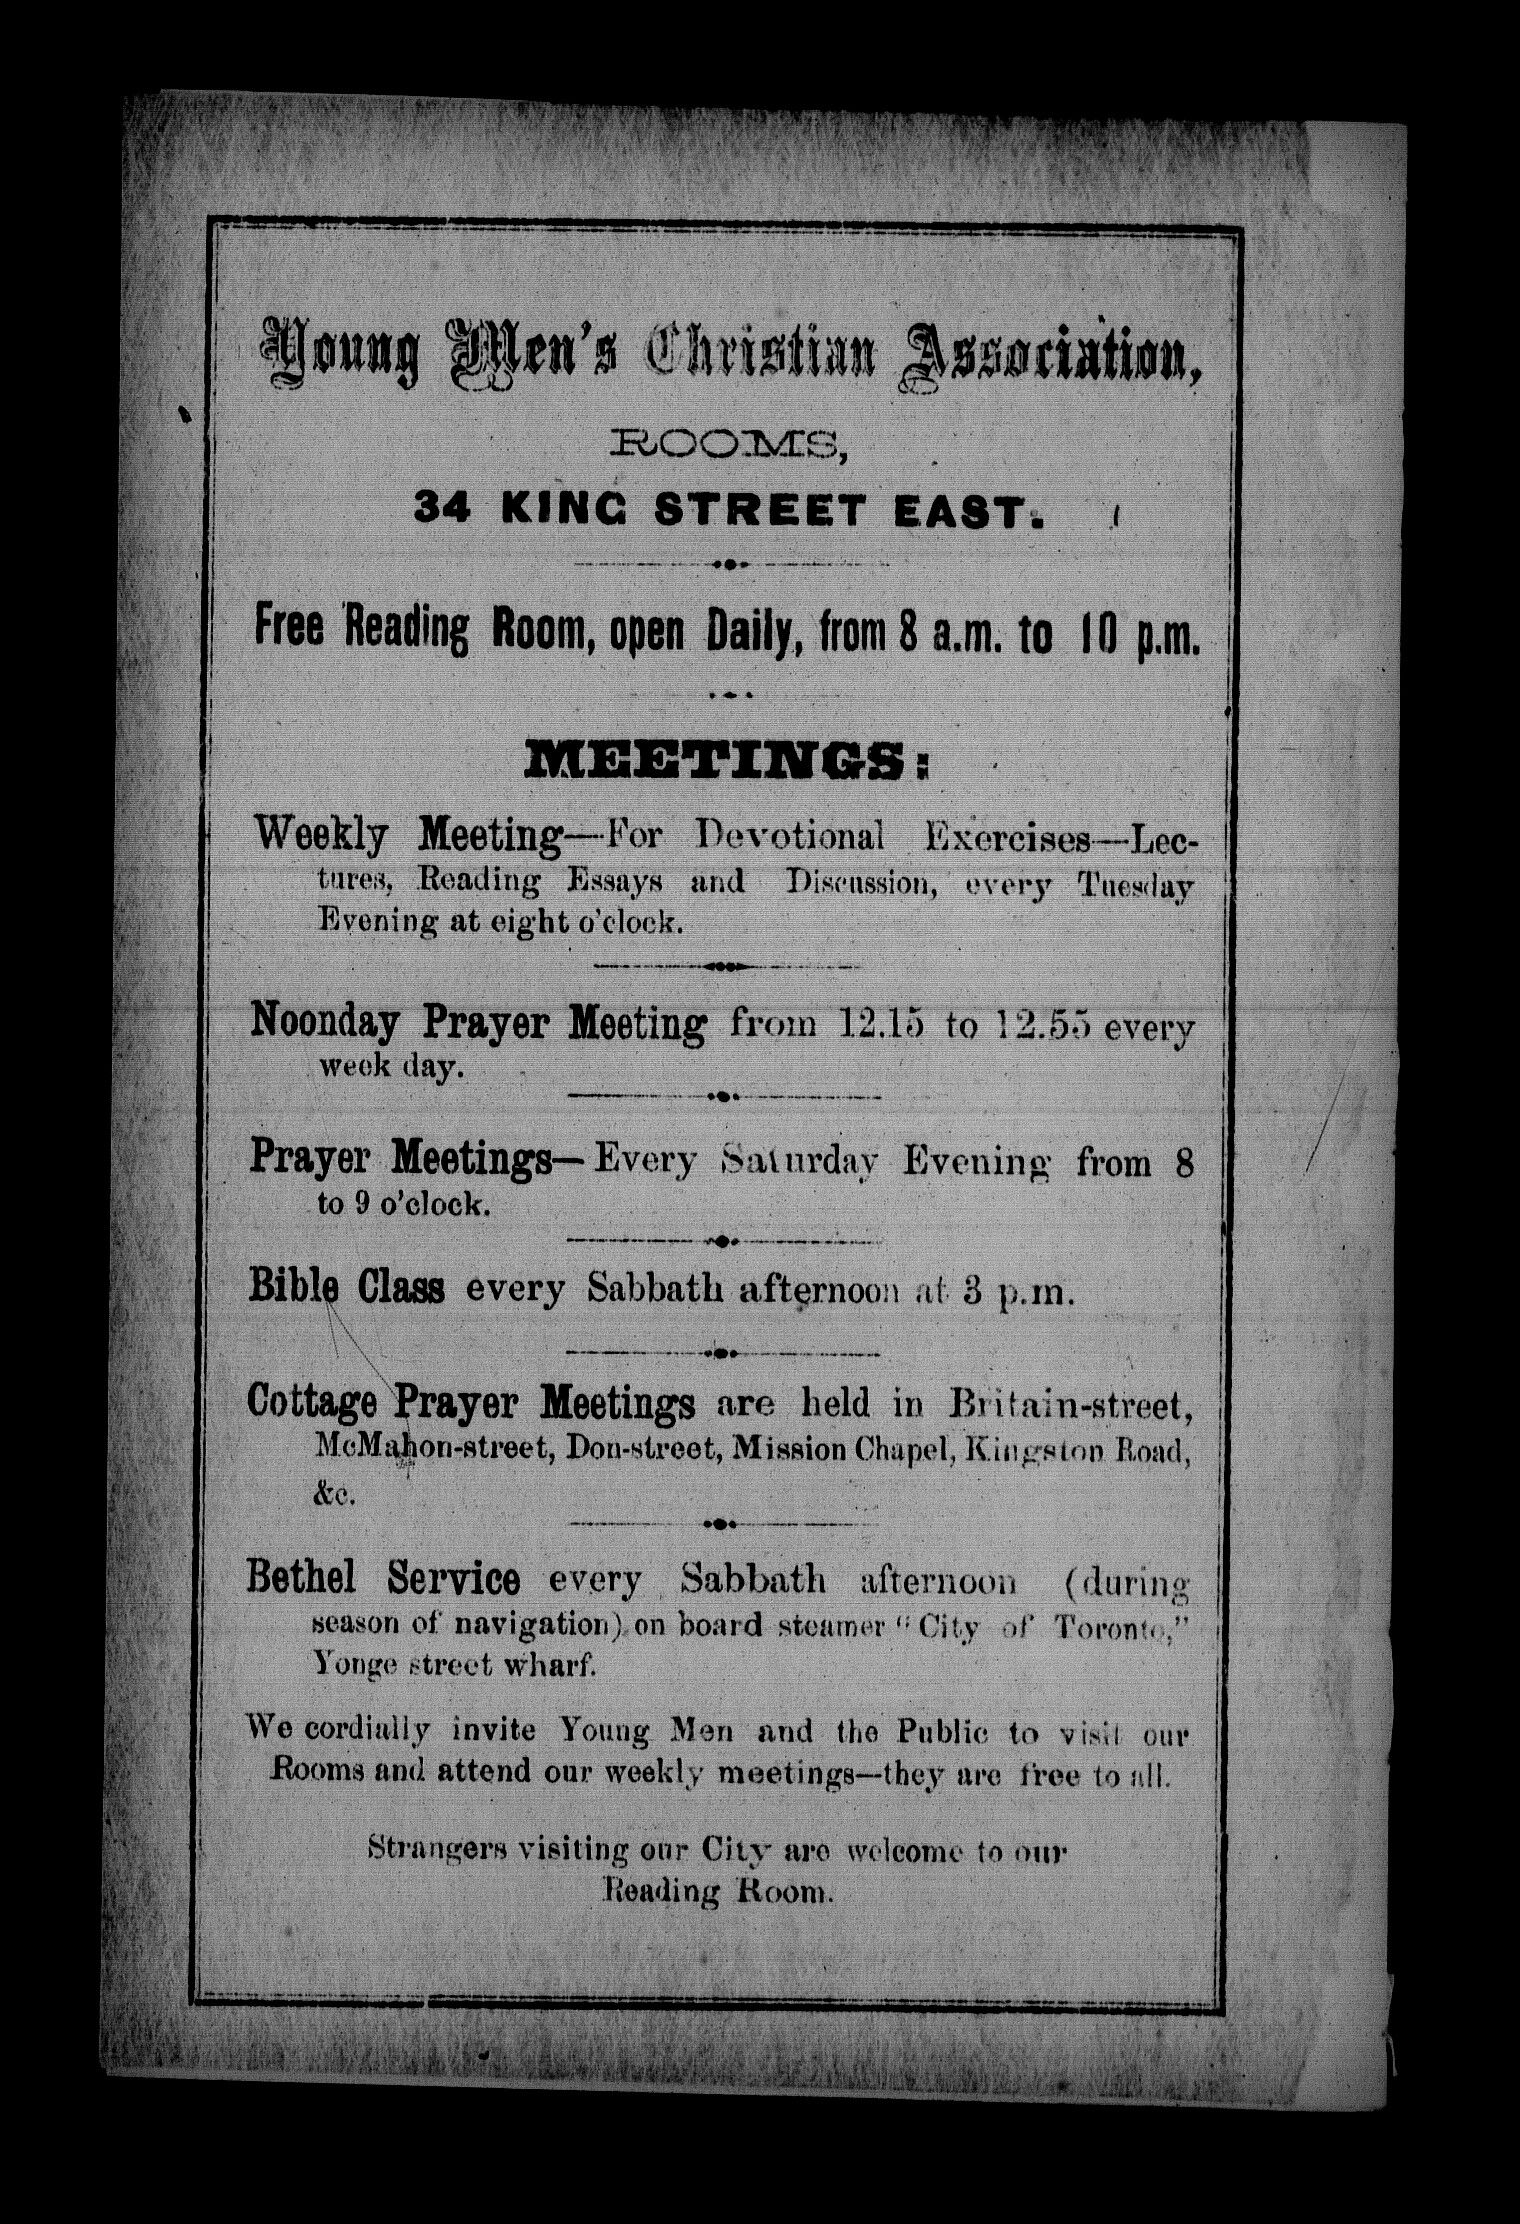 Young Men's Christian Association,
ROOMS,
34 KING STREET EAST.
Free Reading Room, open Daily, from 8 a.m. to 10 p.m.
MEETINGS:
Weekly Meeting—For Devotional Exercises—Lec-
tures, Reading Essays and Discussion, every Tuesday
Evening at eight o'clock.
Noonday Prayer Meeting from 12.15 to 12.55 every
week day.
Prayer Meetings—Every Saturday Evening from 8
to 9 o'clock.
Bible Class every Sabbath afternoon at 3 p.m.
Cottage Prayer Meetings are held in Britain-street,
McMahon-street, Don-street, Mission Chapel, Kingston Road,
&c.
Bethel Service every Sabbath afternoon (during
season of navigation) on board steamer "City of Toronto,"
Yonge street wharf.
We cordially invite Young Men and the Public to visit our
Rooms and attend our weekly meetings—they are free to all.
Strangers visiting our City are welcome to our
Reading Room.